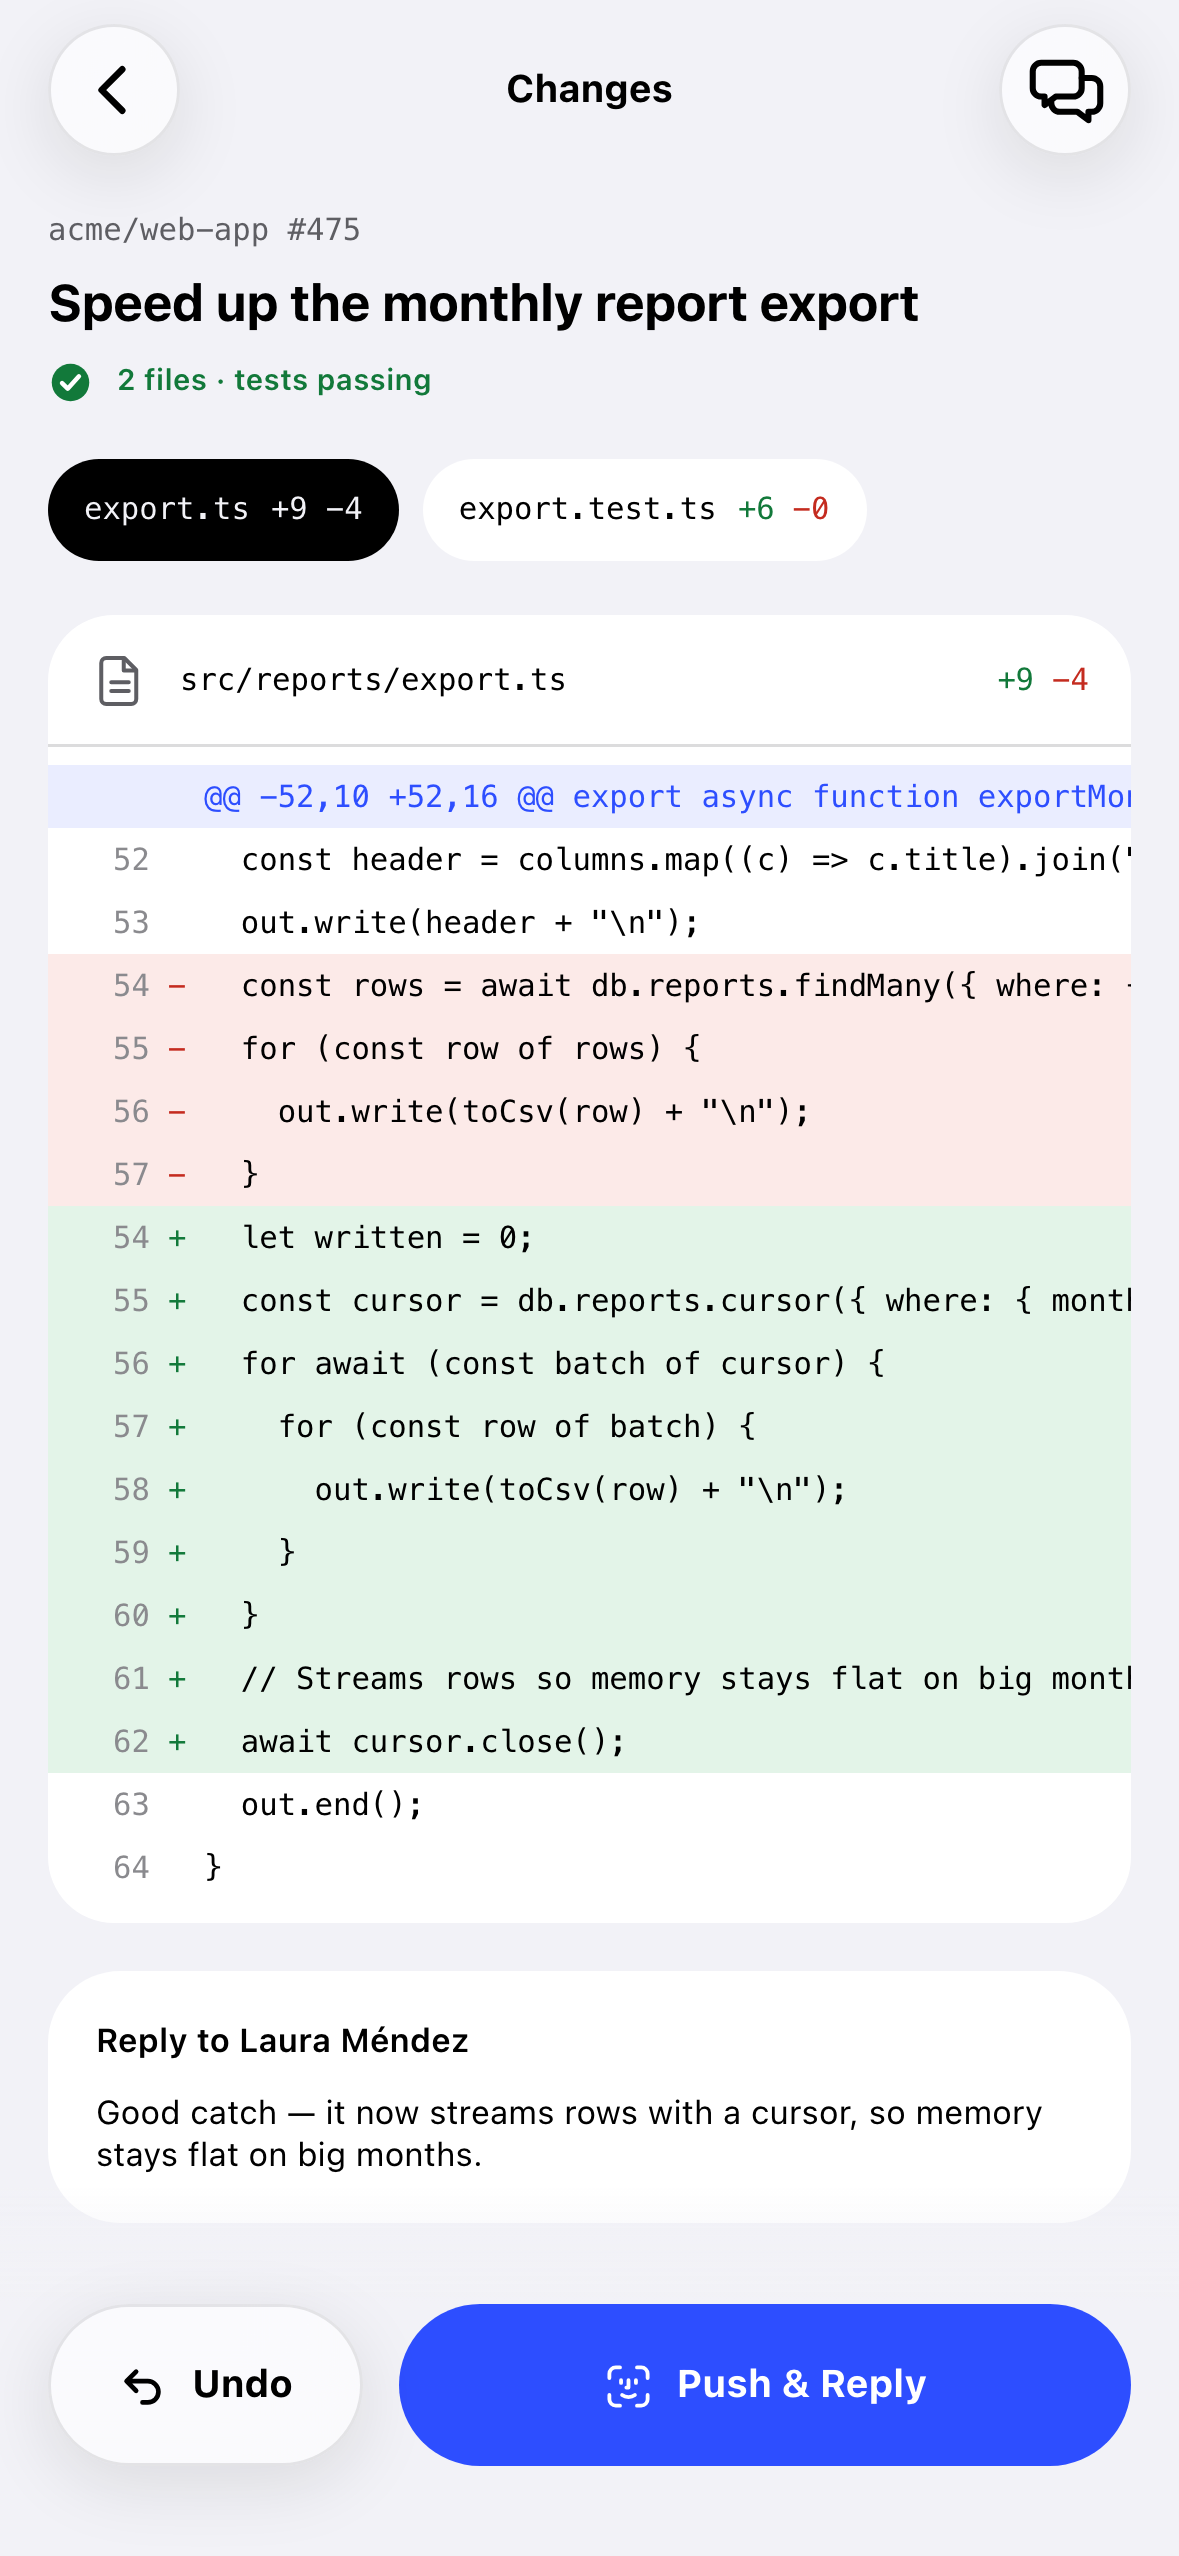 Changes
acme/web-app #475
Speed up the monthly report export
2 files · tests passing
export.ts +9 −4
export.test.ts +6 −0
src/reports/export.ts +9 −4
@@ −52,10 +52,16 @@ export async function exportMon
52 const header = columns.map((c) => c.title).join("
53 out.write(header + "\n");
54 − const rows = await db.reports.findMany({ where: {
55 − for (const row of rows) {
56 − out.write(toCsv(row) + "\n");
57 − }
54 + let written = 0;
55 + const cursor = db.reports.cursor({ where: { month
56 + for await (const batch of cursor) {
57 + for (const row of batch) {
58 + out.write(toCsv(row) + "\n");
59 + }
60 + }
61 + // Streams rows so memory stays flat on big month
62 + await cursor.close();
63 out.end();
64 }
Reply to Laura Méndez
Good catch — it now streams rows with a cursor, so memory
stays flat on big months.
Undo
Push & Reply